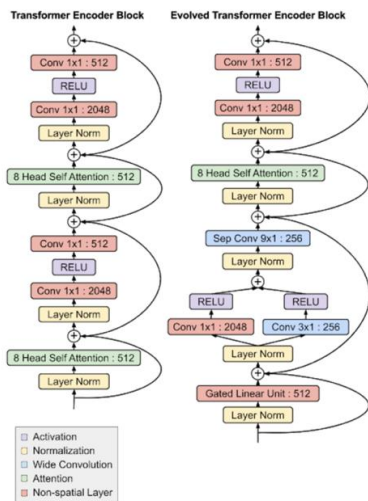 Transformer Encoder Block
Conv 1x1 : 512
RELU
Conv 1x1 : 2048
Layer Norm
8 Head Self Attention : 512
Layer Norm
Conv 1x1 : 512
RELU
Conv 1x1 : 2048
Layer Norm
8 Head Self Attention : 512
Layer Norm
Evolved Transformer Encoder Block
Conv 1x1 : 512
RELU
Conv 1x1 : 2048
Layer Norm
8 Head Self Attention : 512
Layer Norm
Sep Conv 9x1 : 256
Layer Norm
RELU
RELU
Conv 1x1 : 2048
Conv 3x1 : 256
Layer Norm
Gated Linear Unit : 512
Layer Norm
Activation
Normalization
Wide Convolution
Attention
Non-spatial Layer